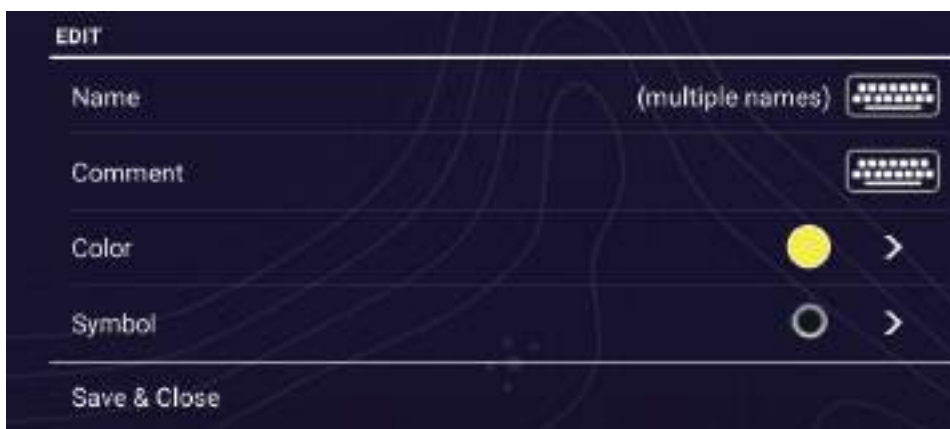 EDIT
Name (multiple names)
Comment
Color
Symbol
Save & Close